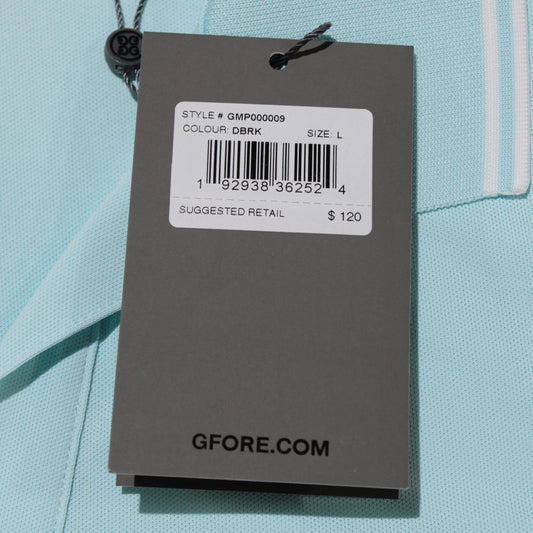 STYLE # GMP000009
COLOUR: DBRK SIZE: L
1 92938 36252 4
SUGGESTED RETAIL $ 120
GFORE.COM